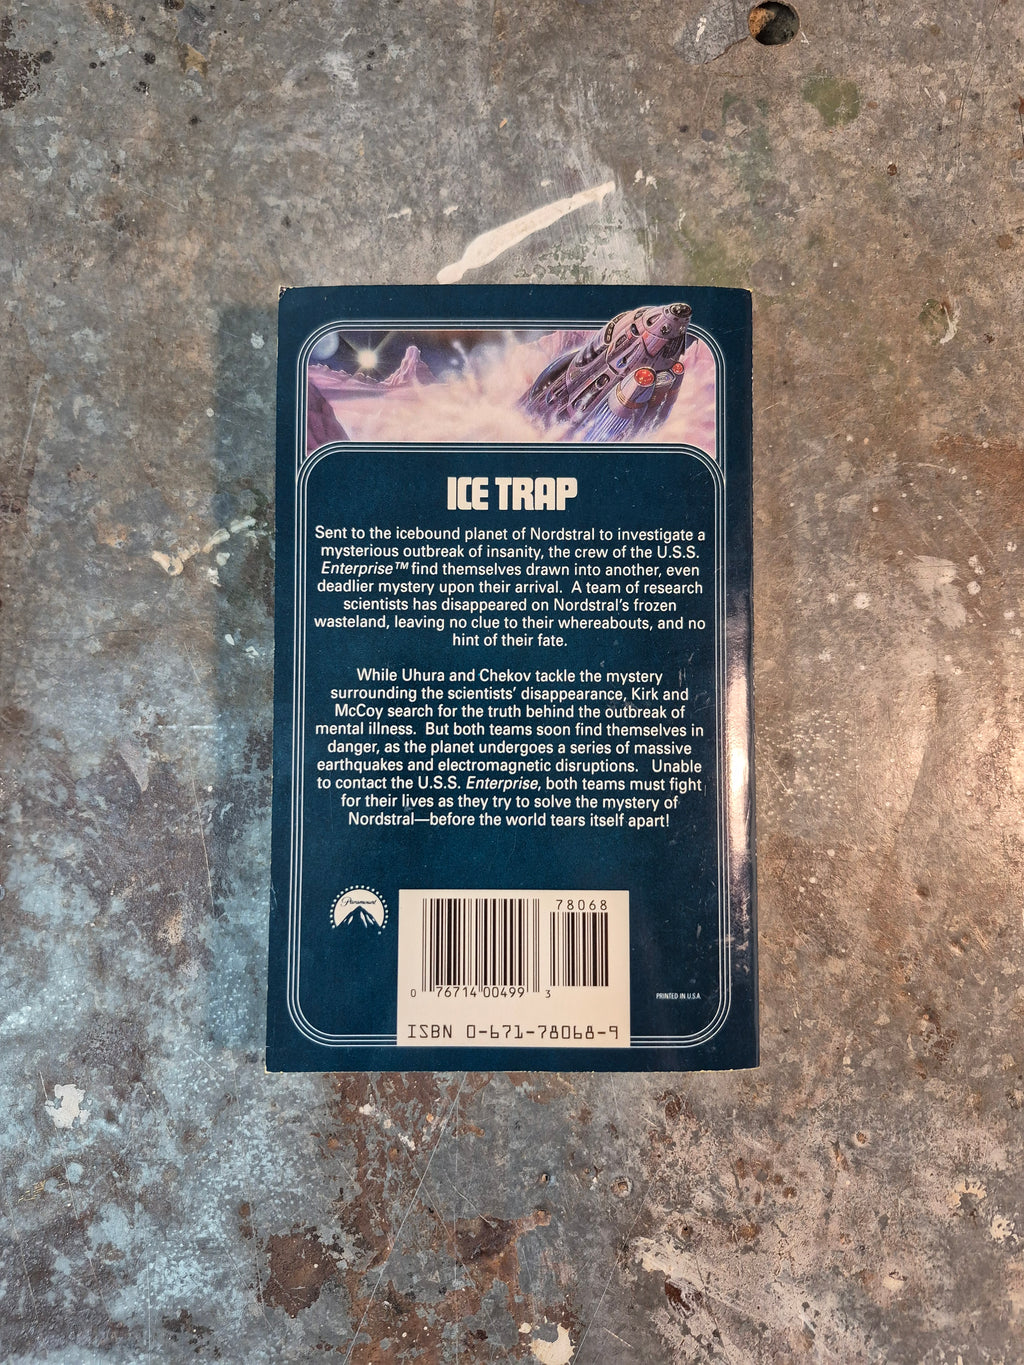 ICE TRAP
Sent to the icebound planet of Nordstral to investigate a
mysterious outbreak of insanity, the crew of the U.S.S.
Enterprise™ find themselves drawn into another, even
deadlier mystery upon their arrival. A team of research
scientists has disappeared on Nordstral's frozen
wasteland, leaving no clue to their whereabouts, and no
hint of their fate.
While Uhura and Chekov tackle the mystery
surrounding the scientists' disappearance, Kirk and
McCoy search for the truth behind the outbreak of
mental illness. But both teams soon find themselves in
danger, as the planet undergoes a series of massive
earthquakes and electromagnetic disruptions. Unable
to contact the U.S.S. Enterprise, both teams must fight
for their lives as they try to solve the mystery of
Nordstral—before the world tears itself apart!
Paramount
78068
0 76714 00499 3
PRINTED IN U.S.A.
ISBN 0-671-78068-9